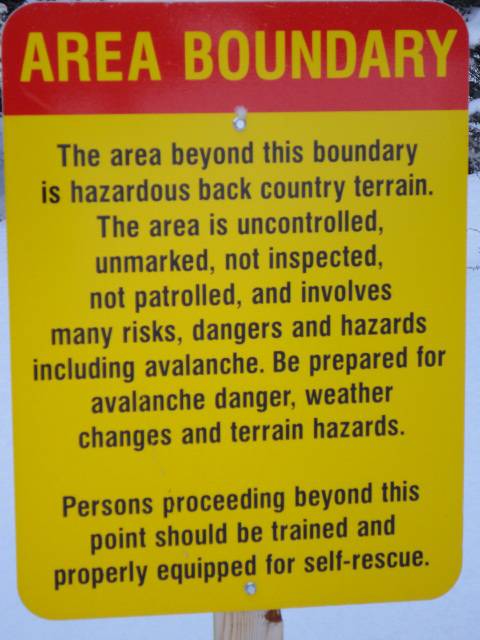 AREA BOUNDARY
The area beyond this boundary
is hazardous back country terrain.
The area is uncontrolled,
unmarked, not inspected,
not patrolled, and involves
many risks, dangers and hazards
including avalanche. Be prepared for
avalanche danger, weather
changes and terrain hazards.
Persons proceeding beyond this
point should be trained and
properly equipped for self-rescue.